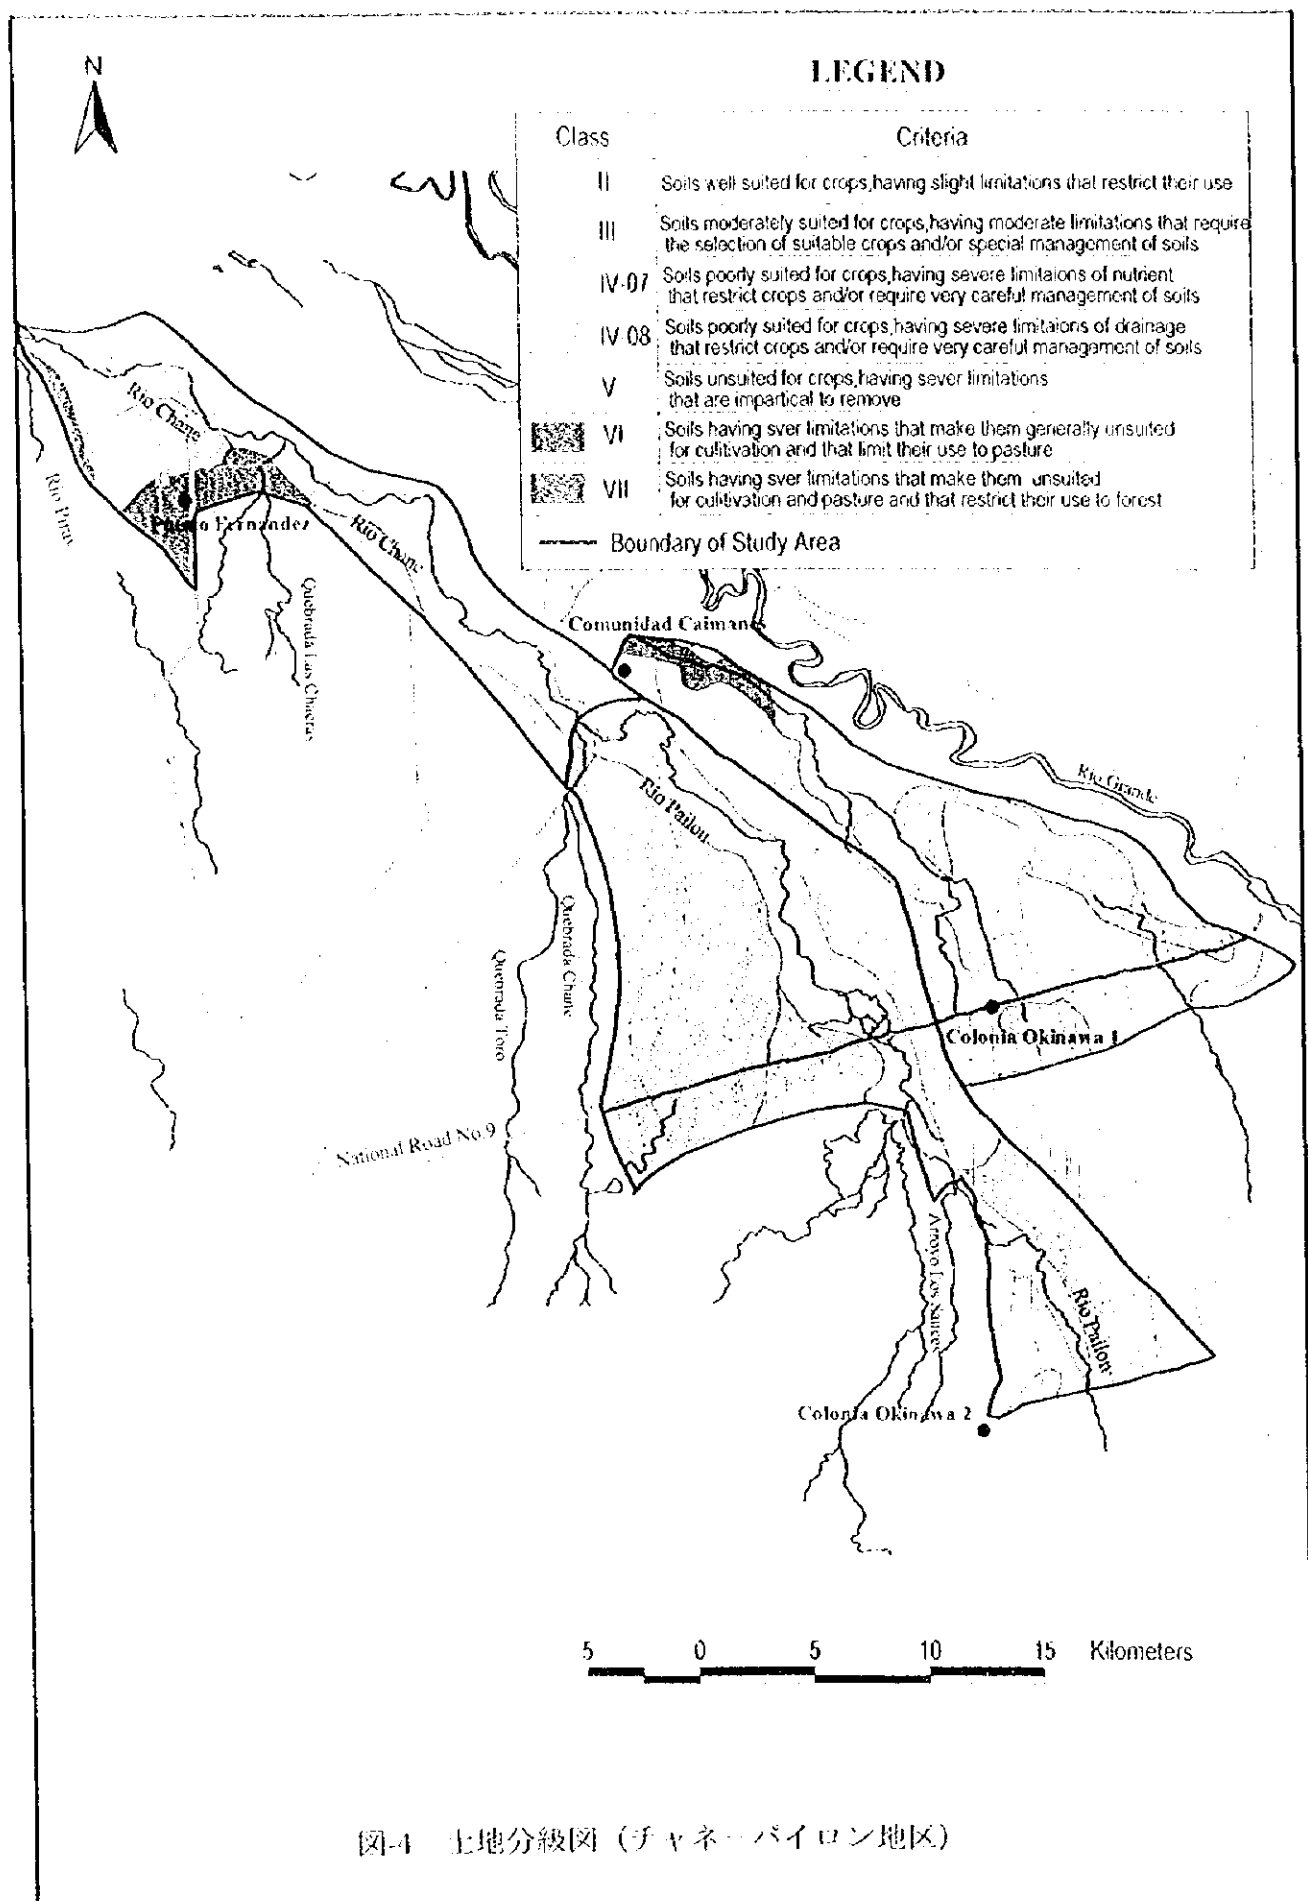 N
LEGEND
Class Criteria
II Soils well suited for crops,having slight limitations that restrict their use
III Soils moderately suited for crops,having moderate limitations that require
the selection of suitable crops and/or special management of soils
IV-07 Soils poorly suited for crops,having severe limitaions of nutrient
that restrict crops and/or require very careful management of soils
IV-08 Soils poorly suited for crops,having severe limitaions of drainage
that restrict crops and/or require very careful management of soils
V Soils unsuited for crops,having sever limitations
that are impartical to remove
VI Soils having sver limitations that make them generally unsuited
for culitivation and that limit their use to pasture
VII Soils having sver limitations that make them unsuited
for culitivation and pasture and that restrict their use to forest
Boundary of Study Area
Rio Chane
Rio Pirai
Fernandez
Rio Chane
Quebrada Las Chacras
Comunidad Caimanes
Rio Grande
Rio Pailon
Quebrada Chane
Quebrada Toro
Colonia Okinawa 1
National Road No.9
Arroyo Los Sauces
Rio Pailon
Colonia Okinawa 2
5 0 5 10 15 Kilometers
図-4 土地分級図（チャネーパイロン地区）